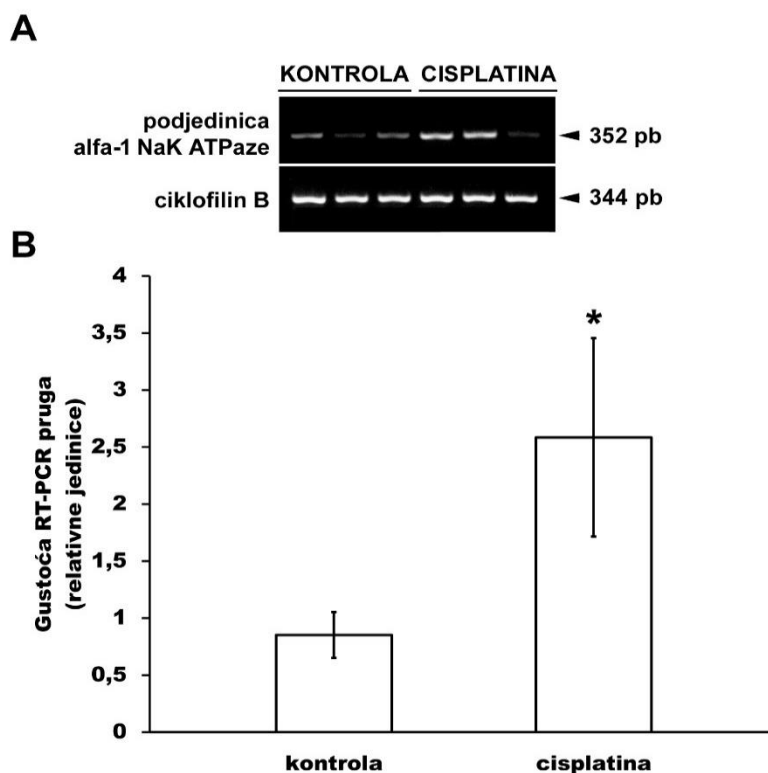 A
KONTROLA CISPLATINA
podjedinica
alfa-1 NaK ATPaze
352 pb
ciklofilin B
344 pb
B
Gustoća RT-PCR pruga
(relativne jedinice)
4
3,5
3
2,5
2
1,5
1
0,5
0
*
kontrola cisplatina